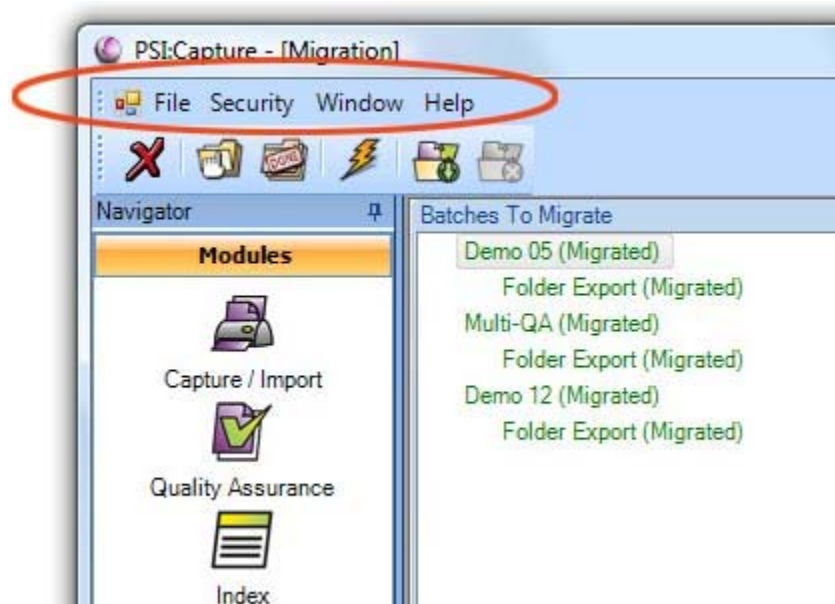 PSI:Capture - [Migration]
File Security Window Help
DONE
Navigator
Batches To Migrate
Modules
Demo 05 (Migrated)
Folder Export (Migrated)
Multi-QA (Migrated)
Folder Export (Migrated)
Demo 12 (Migrated)
Folder Export (Migrated)
Capture / Import
Quality Assurance
Index